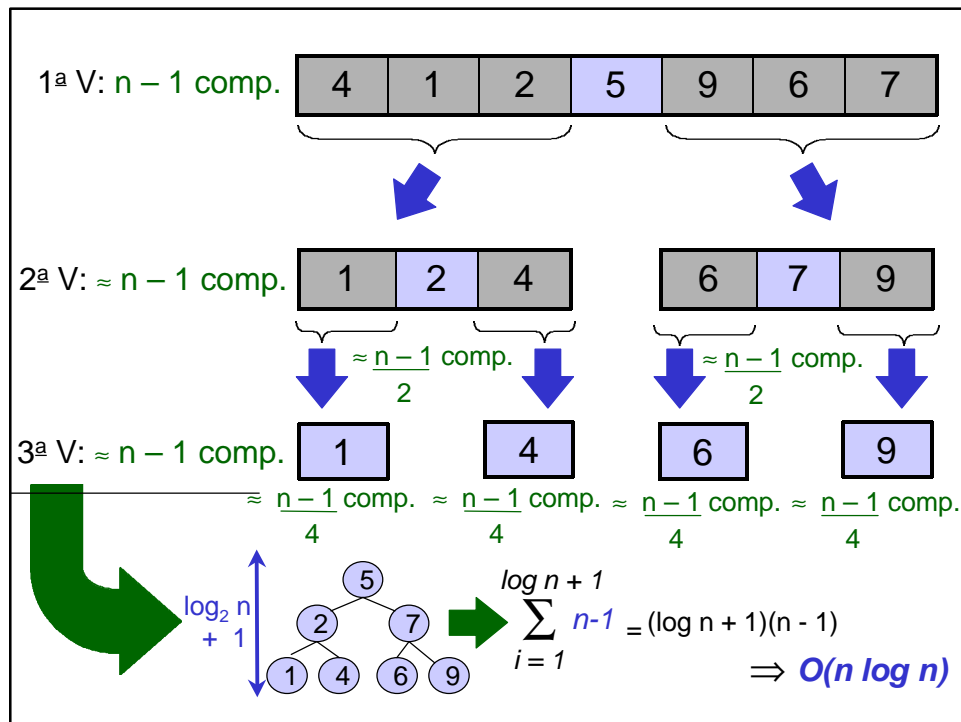 1ª V: n – 1 comp. 4 1 2 5 9 6 7
2ª V: ≈ n – 1 comp. 1 2 4 6 7 9
≈ n – 1 comp. ≈ n – 1 comp.
2 2
3ª V: ≈ n – 1 comp. 1 4 6 9
≈ n – 1 comp. ≈ n – 1 comp. ≈ n – 1 comp. ≈ n – 1 comp.
4 4 4 4
log₂ n
+ 1
5
2 7
1 4 6 9
log n + 1
∑ n-1 = (log n + 1)(n - 1)
i = 1
⇒ O(n log n)